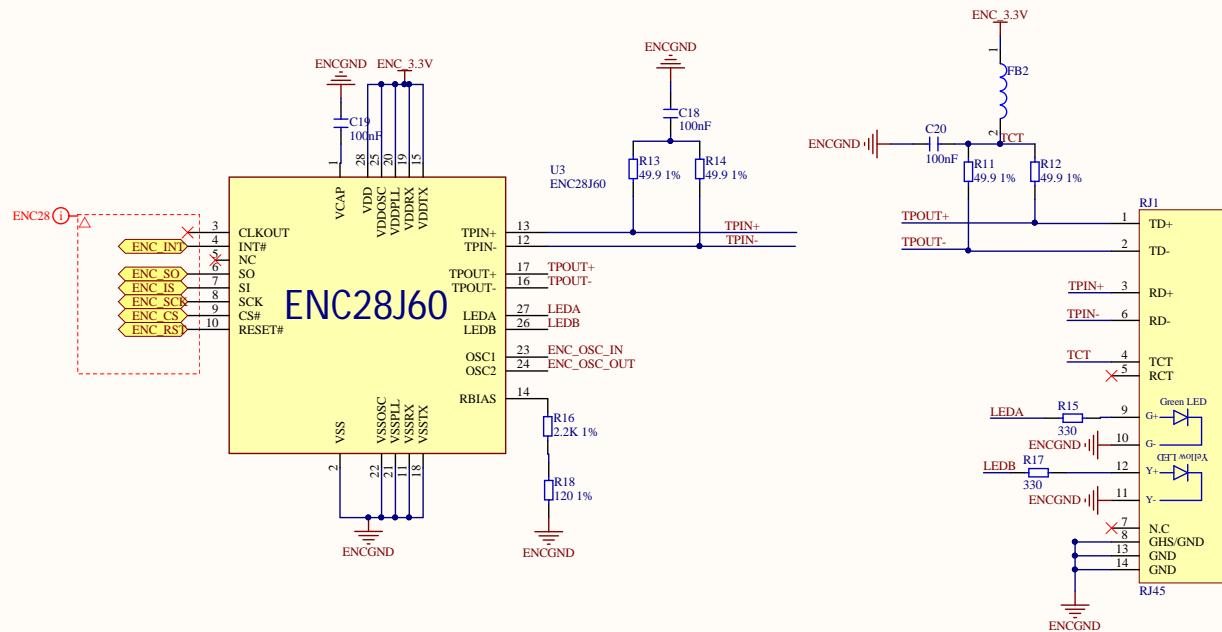 ENC_3.3V
1
FB2
2
TCT
ENCGND
C20
100nF
R11
49.9 1%
R12
49.9 1%
ENCGND
C18
100nF
R13
49.9 1%
R14
49.9 1%
ENCGND
ENC_3.3V
C19
100nF
1
28
25
20
19
15
VCAP
VDD
VDDOSC
VDDPLL
VDDRX
VDDTX
U3
ENC28J60
ENC28
i
ENC_INT
ENC_SO
ENC_IS
ENC_SCK
ENC_CS
ENC_RST
3 CLKOUT
4 INT#
5 NC
6 SO
7 SI
8 SCK
9 CS#
10 RESET#
ENC28J60
TPIN+ 13 TPIN+
TPIN- 12 TPIN-
TPOUT+ 17 TPOUT+
TPOUT- 16 TPOUT-
LEDA 27 LEDA
LEDB 26 LEDB
OSC1 23 ENC_OSC_IN
OSC2 24 ENC_OSC_OUT
RBIAS 14
R16
2.2K 1%
R18
120 1%
ENCGND
VSS
VSSOSC
VSSPLL
VSSRX
VSSTX
2
22
21
11
18
ENCGND
RJ1
TPOUT+ 1 TD+
TPOUT- 2 TD-
TPIN+ 3 RD+
TPIN- 6 RD-
TCT 4 TCT
5 RCT
Green LED
LEDA R15 330 9 G+
ENCGND 10 G-
Yellow LED
LEDB R17 330 12 Y+
ENCGND 11 Y-
7 N.C
8 GHS/GND
13 GND
14 GND
RJ45
ENCGND